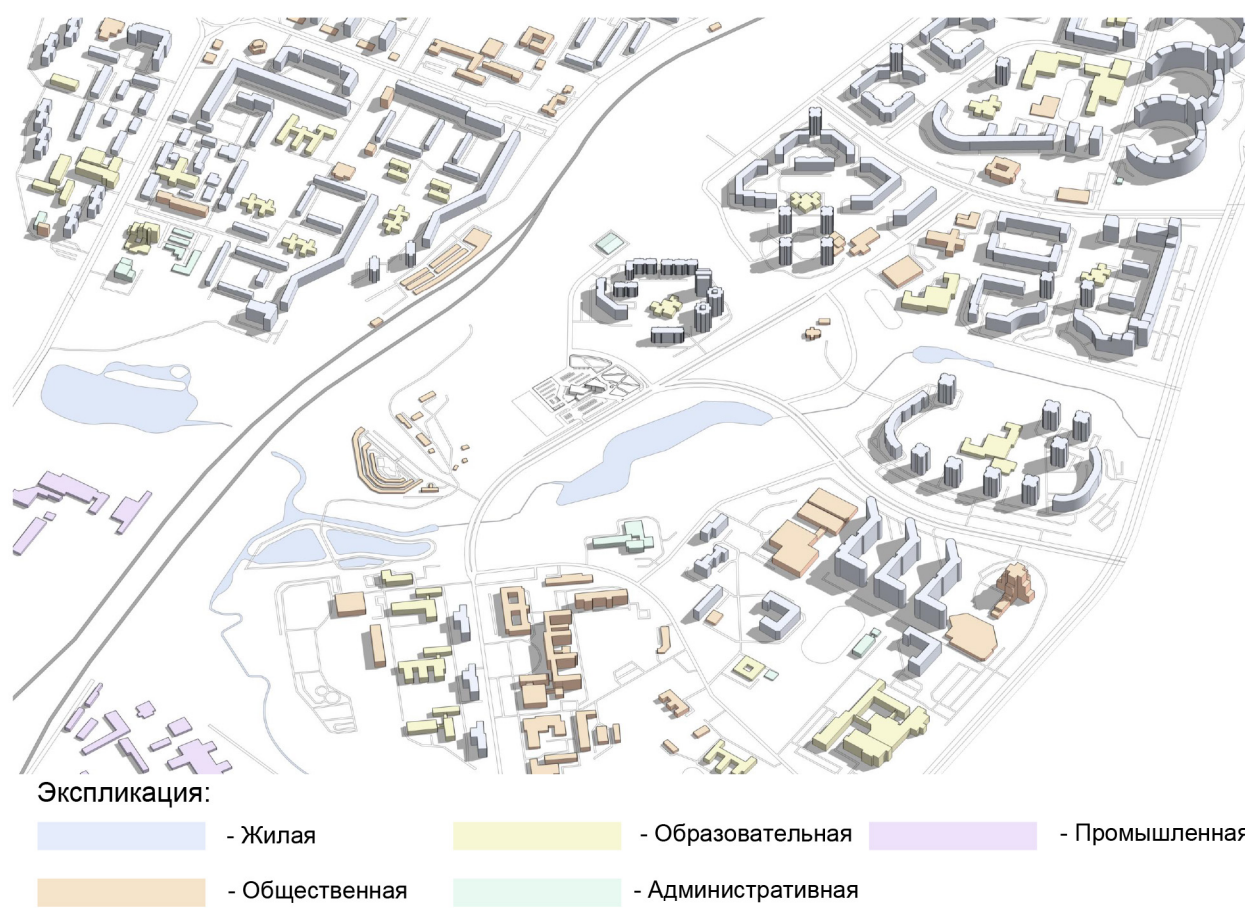 Экспликация:
- Жилая - Образовательная - Промышленная
- Общественная - Административная